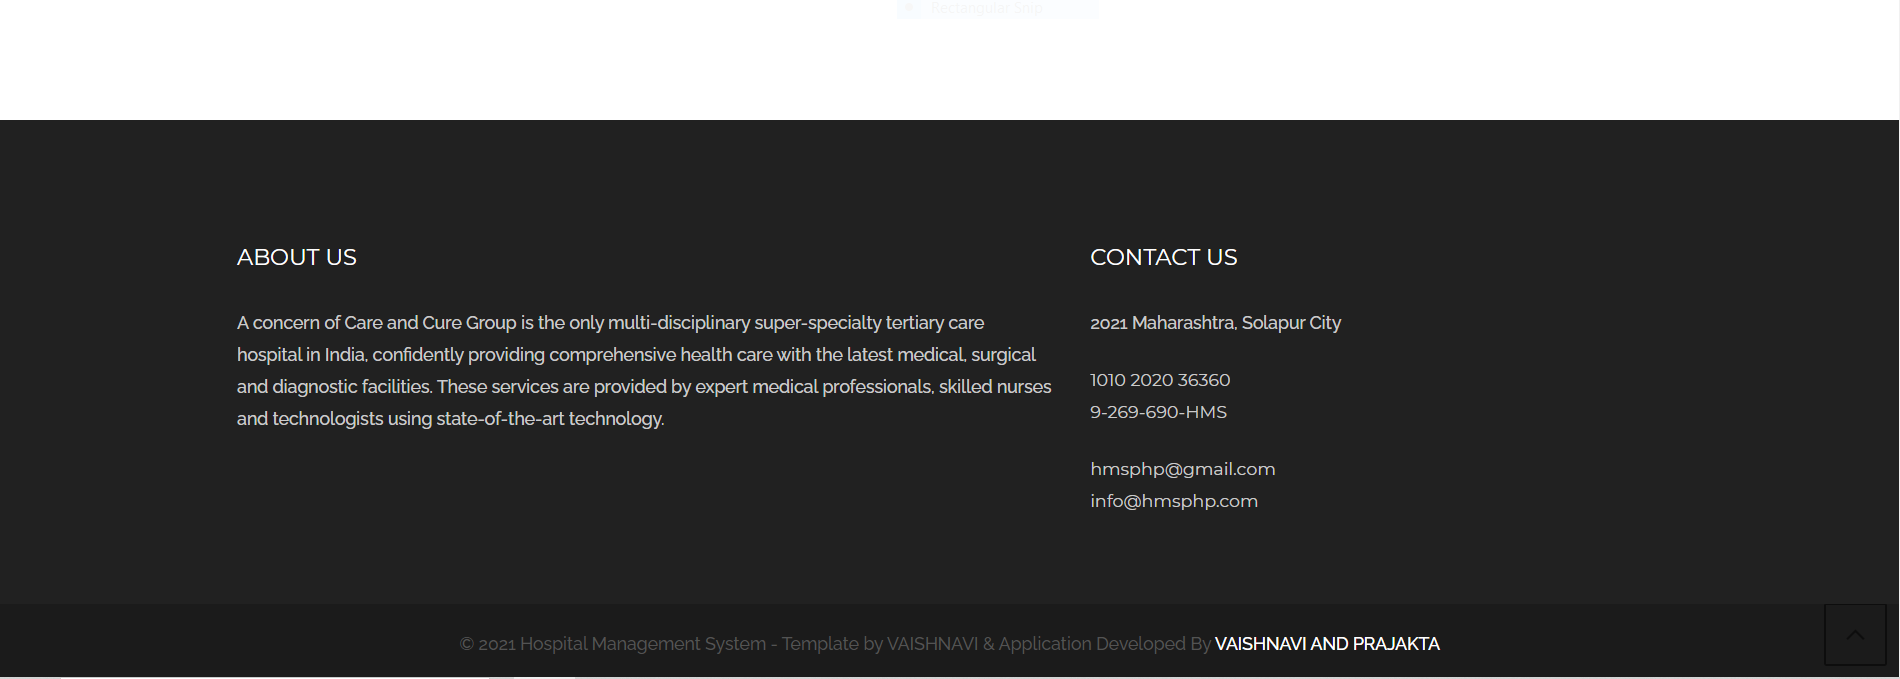 Rectangular Snip
ABOUT US
A concern of Care and Cure Group is the only multi-disciplinary super-specialty tertiary care
hospital in India, confidently providing comprehensive health care with the latest medical, surgical
and diagnostic facilities. These services are provided by expert medical professionals, skilled nurses
and technologists using state-of-the-art technology.
CONTACT US
2021 Maharashtra, Solapur City
1010 2020 36360
9-269-690-HMS
hmsphp@gmail.com
info@hmsphp.com
© 2021 Hospital Management System - Template by VAISHNAVI & Application Developed By VAISHNAVI AND PRAJAKTA